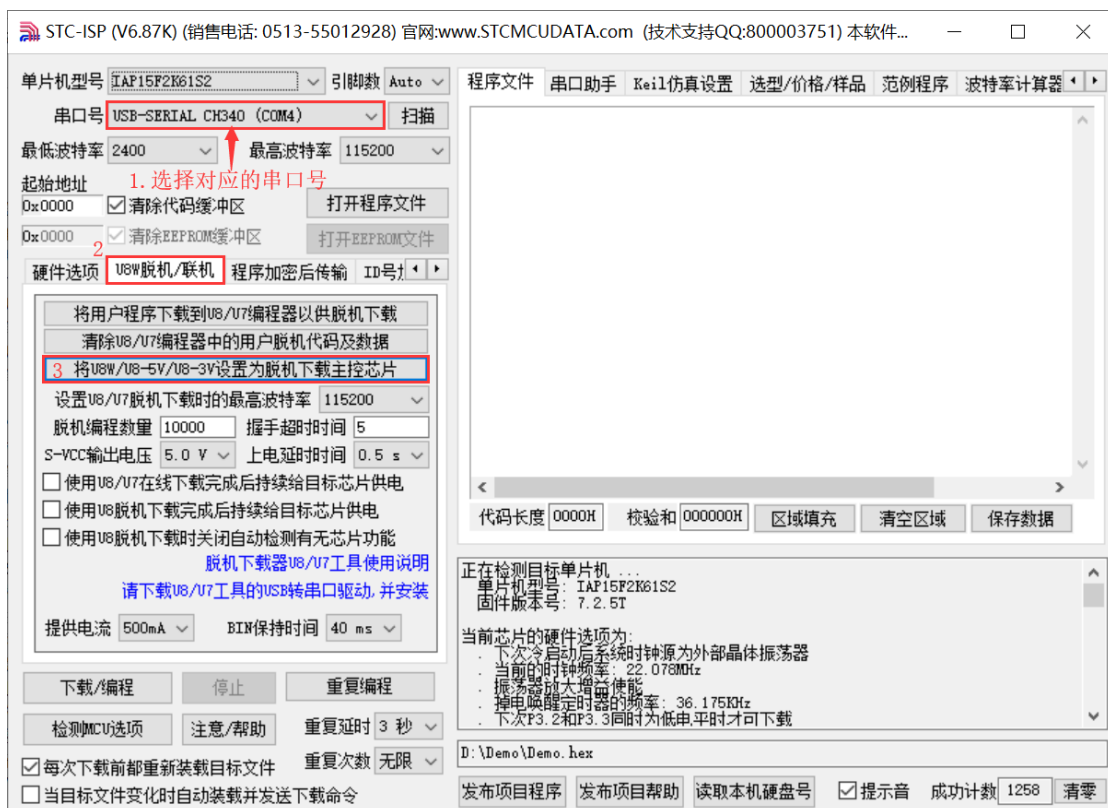 STC-ISP (V6.87K) (销售电话: 0513-55012928) 官网:www.STCMCUDATA.com (技术支持QQ:800003751) 本软件...
单片机型号 IAP15F2K61S2 引脚数 Auto
串口号 USB-SERIAL CH340 (COM4) 扫描
最低波特率 2400 最高波特率 115200
1.选择对应的串口号
起始地址
0x0000 清除代码缓冲区 打开程序文件
0x0000 清除EEPROM缓冲区 打开EEPROM文件
2
硬件选项 U8W脱机/联机 程序加密后传输 ID号
将用户程序下载到U8/U7编程器以供脱机下载
清除U8/U7编程器中的用户脱机代码及数据
3 将U8W/U8-5V/U8-3V设置为脱机下载主控芯片
设置U8/U7脱机下载时的最高波特率 115200
脱机编程数量 10000 握手超时时间 5
S-VCC输出电压 5.0 V 上电延时时间 0.5 s
使用U8/U7在线下载完成后持续给目标芯片供电
使用U8脱机下载完成后持续给目标芯片供电
使用U8脱机下载时关闭自动检测有无芯片功能
脱机下载器U8/U7工具使用说明
请下载U8/U7工具的USB转串口驱动,并安装
提供电流 500mA BIN保持时间 40 ms
下载/编程 停止 重复编程
检测MCU选项 注意/帮助 重复延时 3 秒
每次下载前都重新装载目标文件 重复次数 无限
当目标文件变化时自动装载并发送下载命令
程序文件 串口助手 Keil仿真设置 选型/价格/样品 范例程序 波特率计算器
代码长度 0000H 校验和 000000H 区域填充 清空区域 保存数据
正在检测目标单片机 ...
单片机型号: IAP15F2K61S2
固件版本号: 7.2.5T
当前芯片的硬件选项为:
. 下次冷启动后系统时钟源为外部晶体振荡器
. 当前的时钟频率: 22.078MHz
. 振荡器放大增益使能
. 掉电唤醒定时器的频率: 36.175KHz
. 下次P3.2和P3.3同时为低电平时才可下载
D:\Demo\Demo.hex
发布项目程序 发布项目帮助 读取本机硬盘号 提示音 成功计数 1258 清零